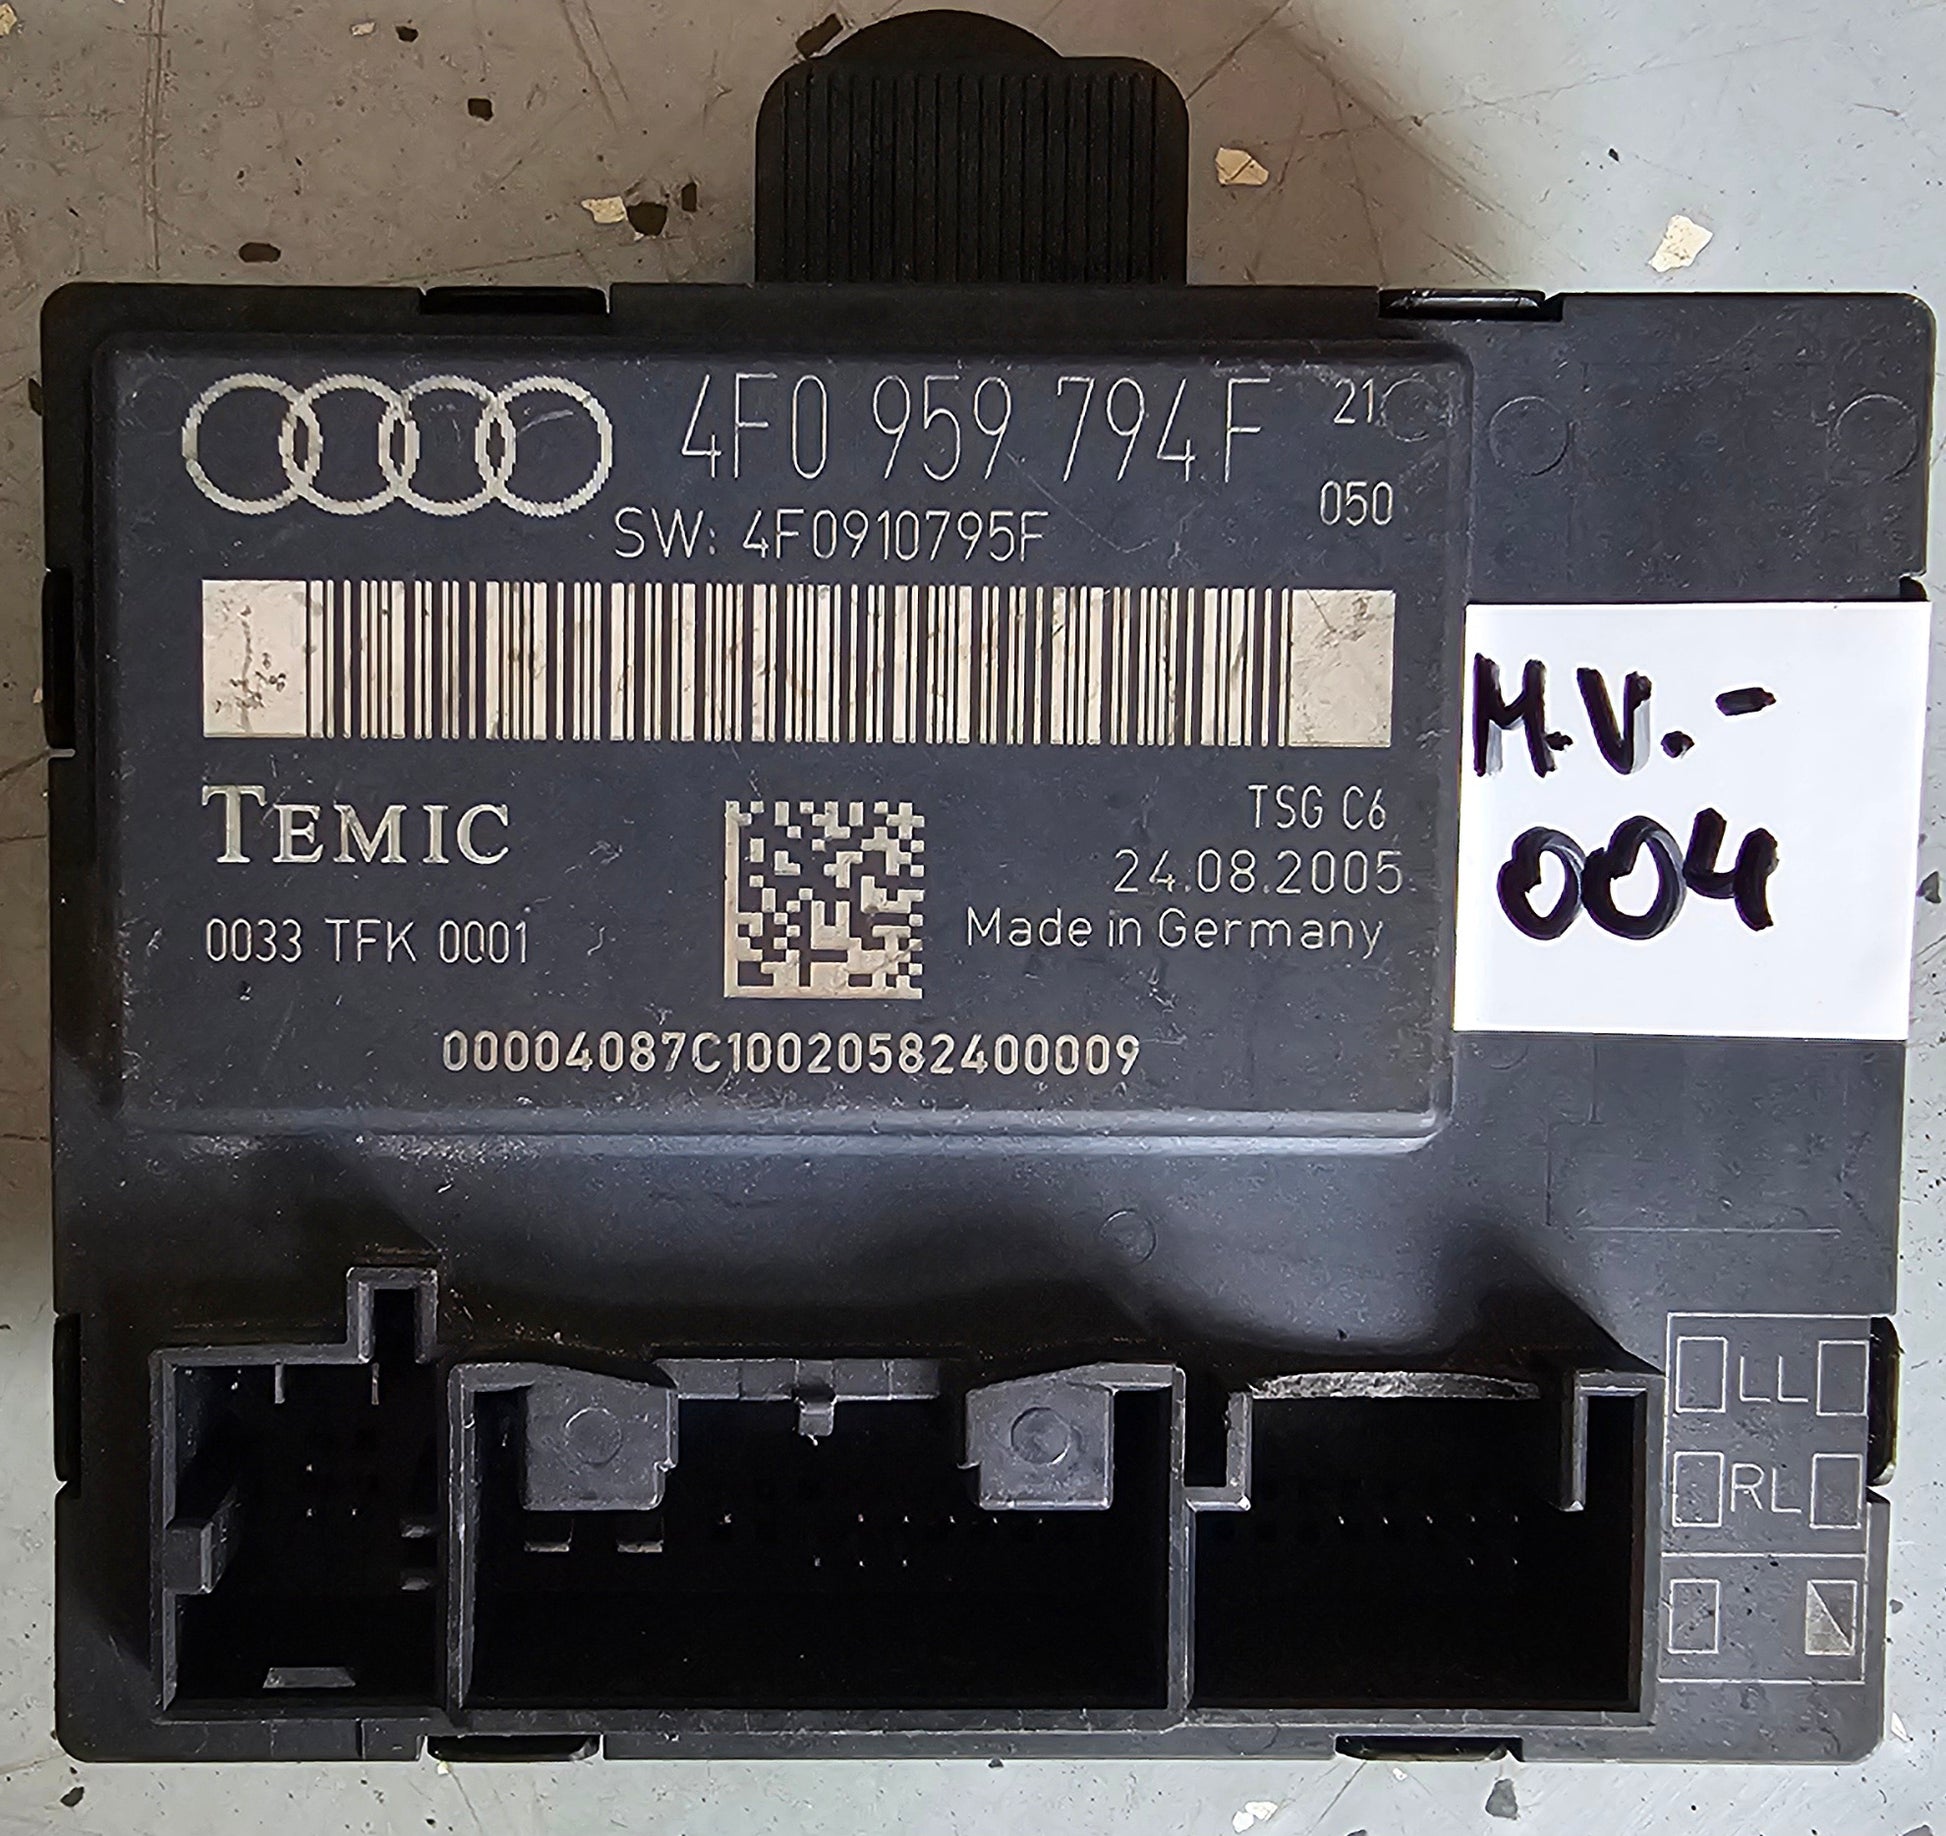 4F0 959 794 F
21
050
SW: 4F0910795F
M.V.-
004
TEMIC
TSG C6
24.08.2005
0033 TFK 0001
Made in Germany
00004087C10020582400009
LL
RL